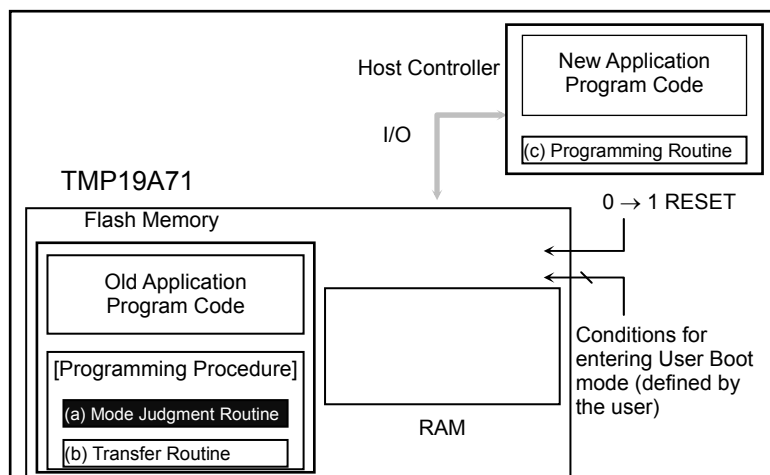 Host Controller
New Application
Program Code
(c) Programming Routine
I/O
TMP19A71
0 → 1 RESET
Flash Memory
Old Application
Program Code
[Programming Procedure]
(a) Mode Judgment Routine
(b) Transfer Routine
RAM
Conditions for
entering User Boot
mode (defined by
the user)